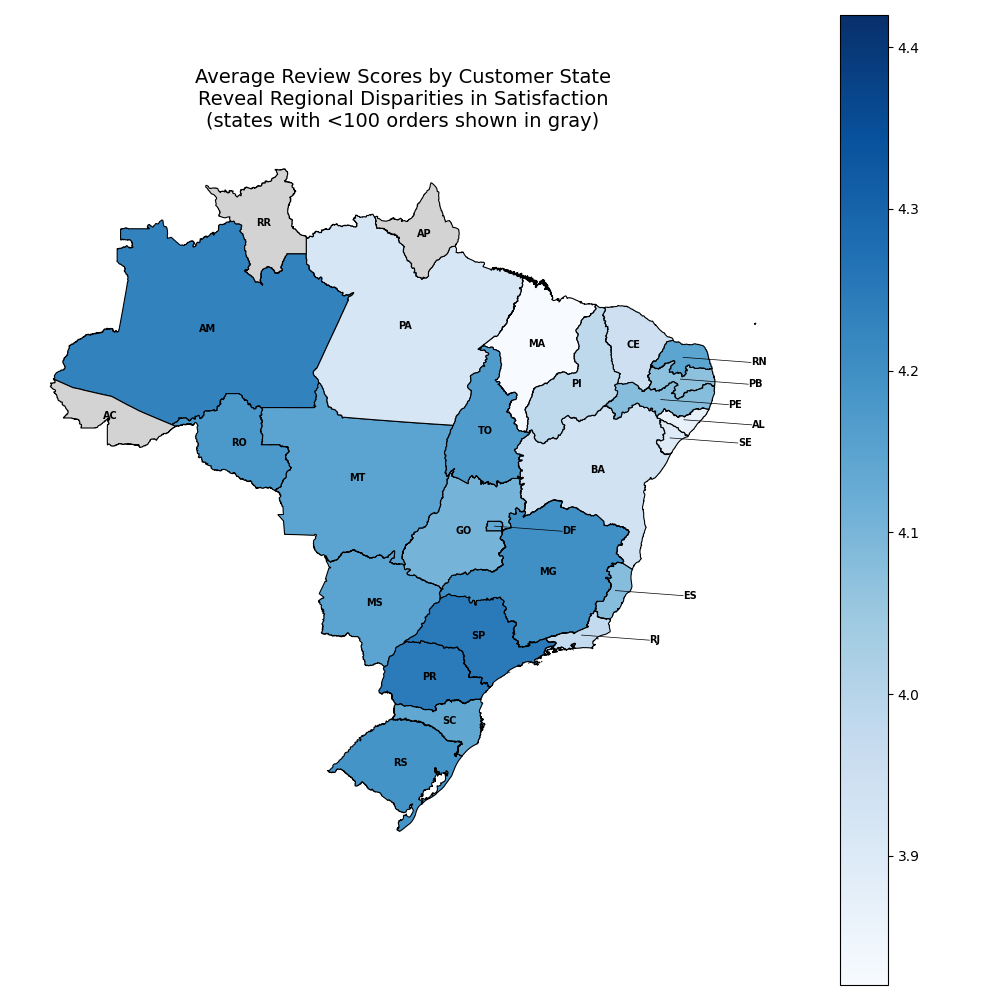 Average Review Scores by Customer State
Reveal Regional Disparities in Satisfaction
(states with <100 orders shown in gray)
4.4
4.3
4.2
4.1
4.0
3.9
RR
AP
AM
PA
MA
CE
RN
PI
PB
PE
AC
AL
TO
RO
SE
BA
MT
GO
DF
MG
ES
MS
SP
RJ
PR
SC
RS